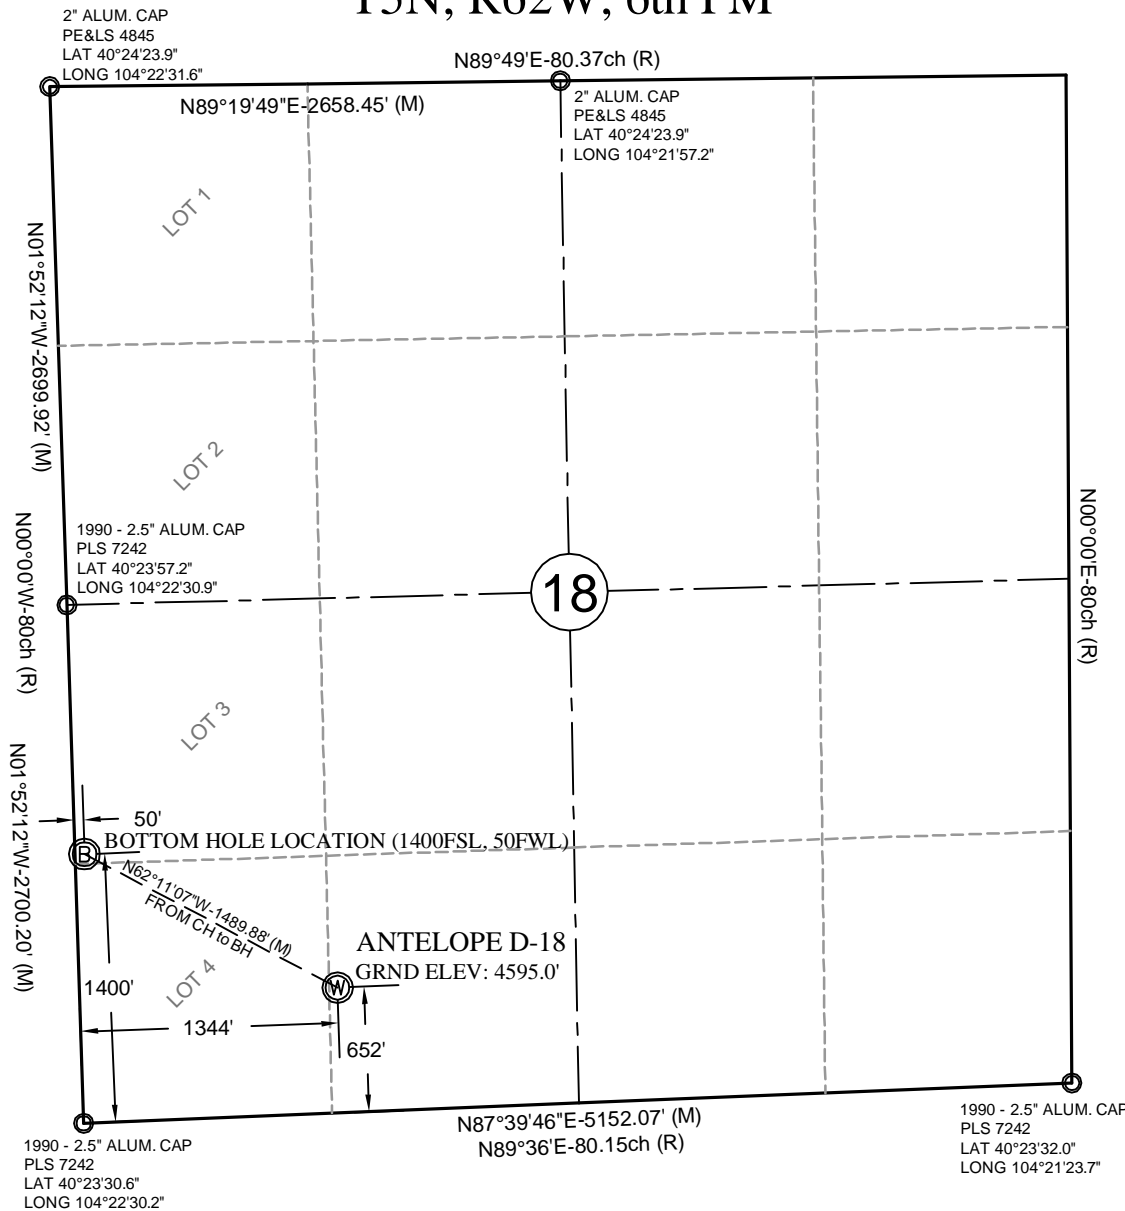 T5N, R62W, 6th PM
2" ALUM. CAP
PE&LS 4845
LAT 40°24'23.9"
LONG 104°22'31.6"
N89°49'E-80.37ch (R)
N89°19'49"E-2658.45' (M)
2" ALUM. CAP
PE&LS 4845
LAT 40°24'23.9"
LONG 104°21'57.2"
LOT 1
N01°52'12"W-2699.92' (M)
LOT 2
1990 - 2.5" ALUM. CAP
PLS 7242
LAT 40°23'57.2"
LONG 104°22'30.9"
N00°00'W-80ch (R)
18
N00°00'E-80ch (R)
LOT 3
N01°52'12"W-2700.20' (M)
50'
BOTTOM HOLE LOCATION (1400FSL, 50FWL)
B
N62°11'07"W-1489.88' (M)
FROM CH to BH
ANTELOPE D-18
GRND ELEV: 4595.0'
W
LOT 4
1400'
1344'
652'
N87°39'46"E-5152.07' (M)
N89°36'E-80.15ch (R)
1990 - 2.5" ALUM. CAP
PLS 7242
LAT 40°23'30.6"
LONG 104°22'30.2"
1990 - 2.5" ALUM. CAP
PLS 7242
LAT 40°23'32.0"
LONG 104°21'23.7"